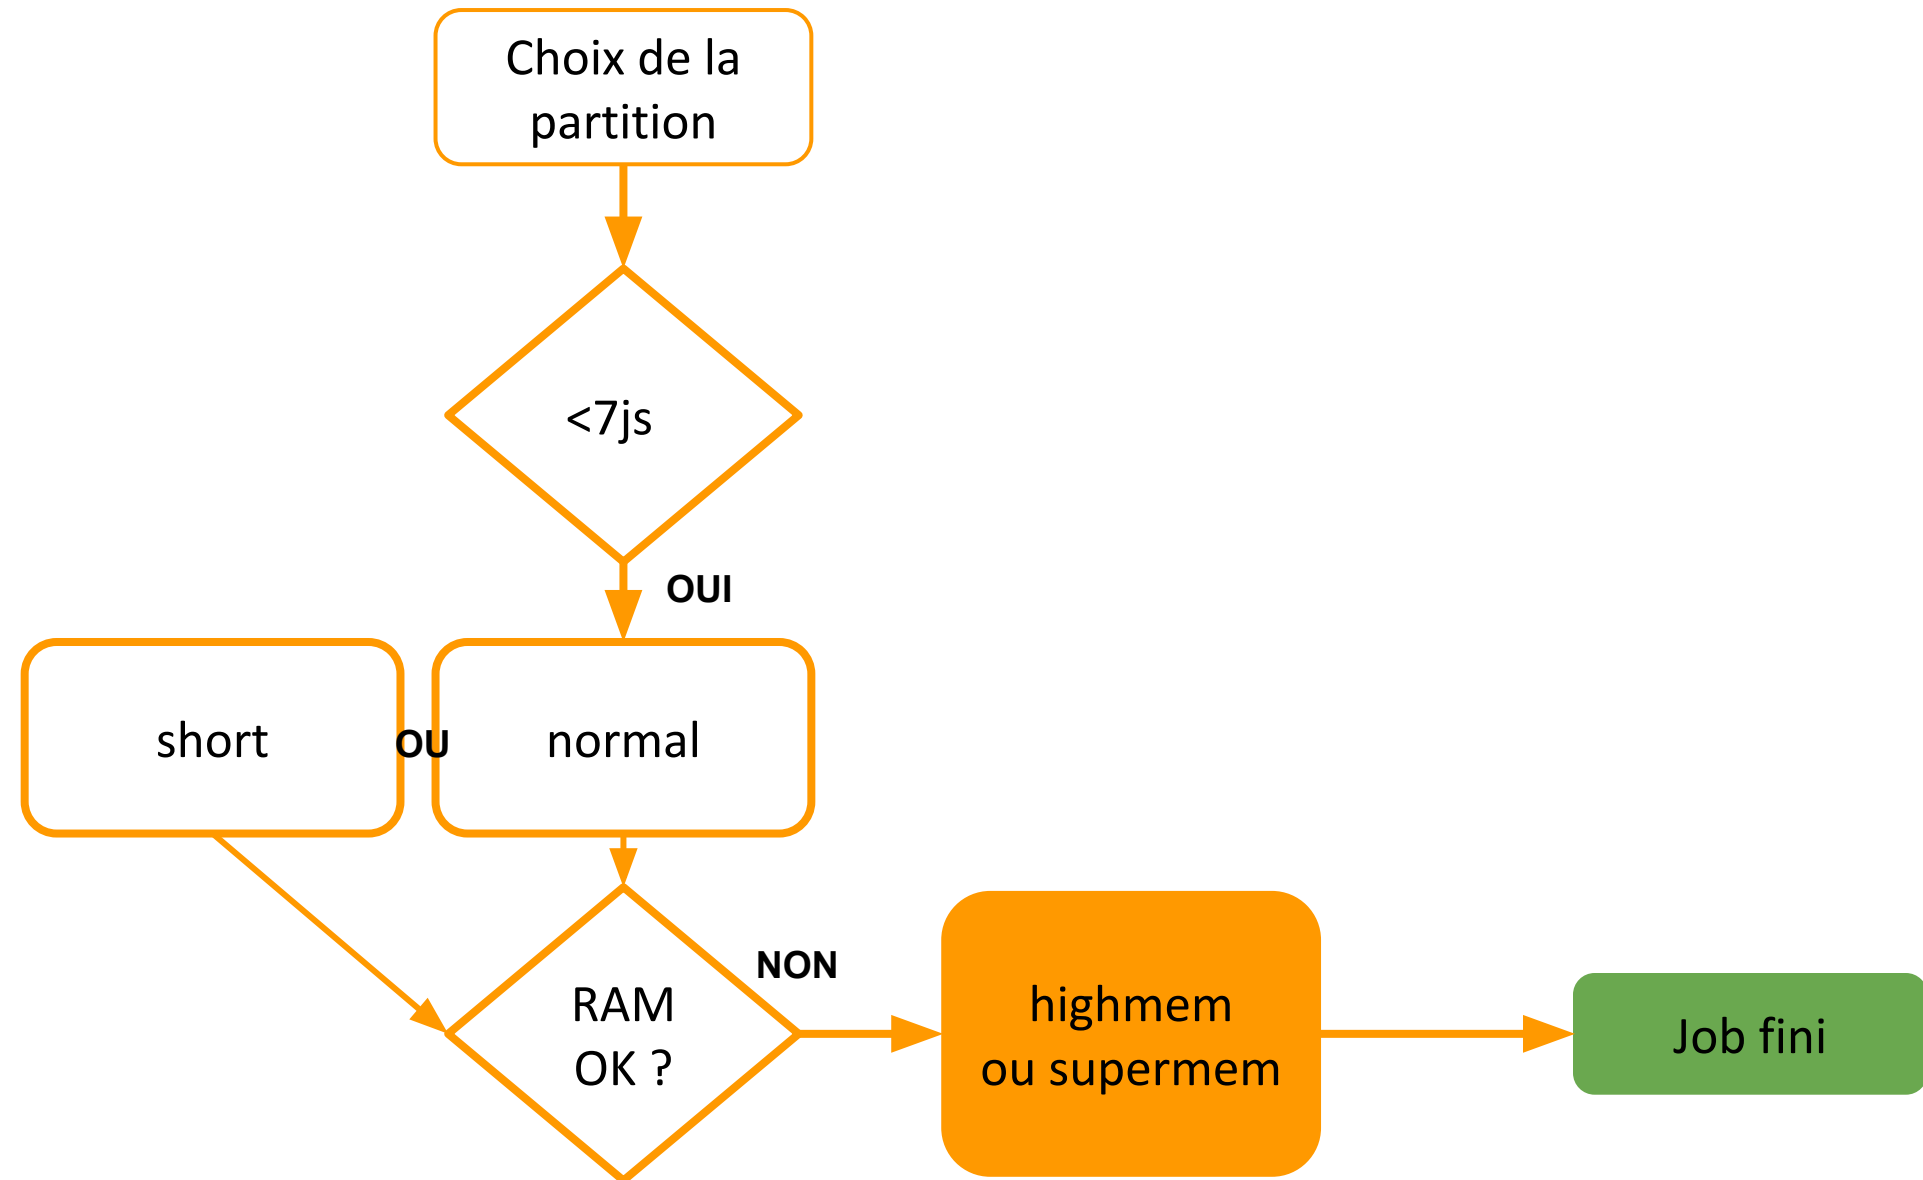 Choix de la
partition
<7js
OUI
short
OU
normal
NON
RAM
OK ?
highmem
ou supermem
Job fini